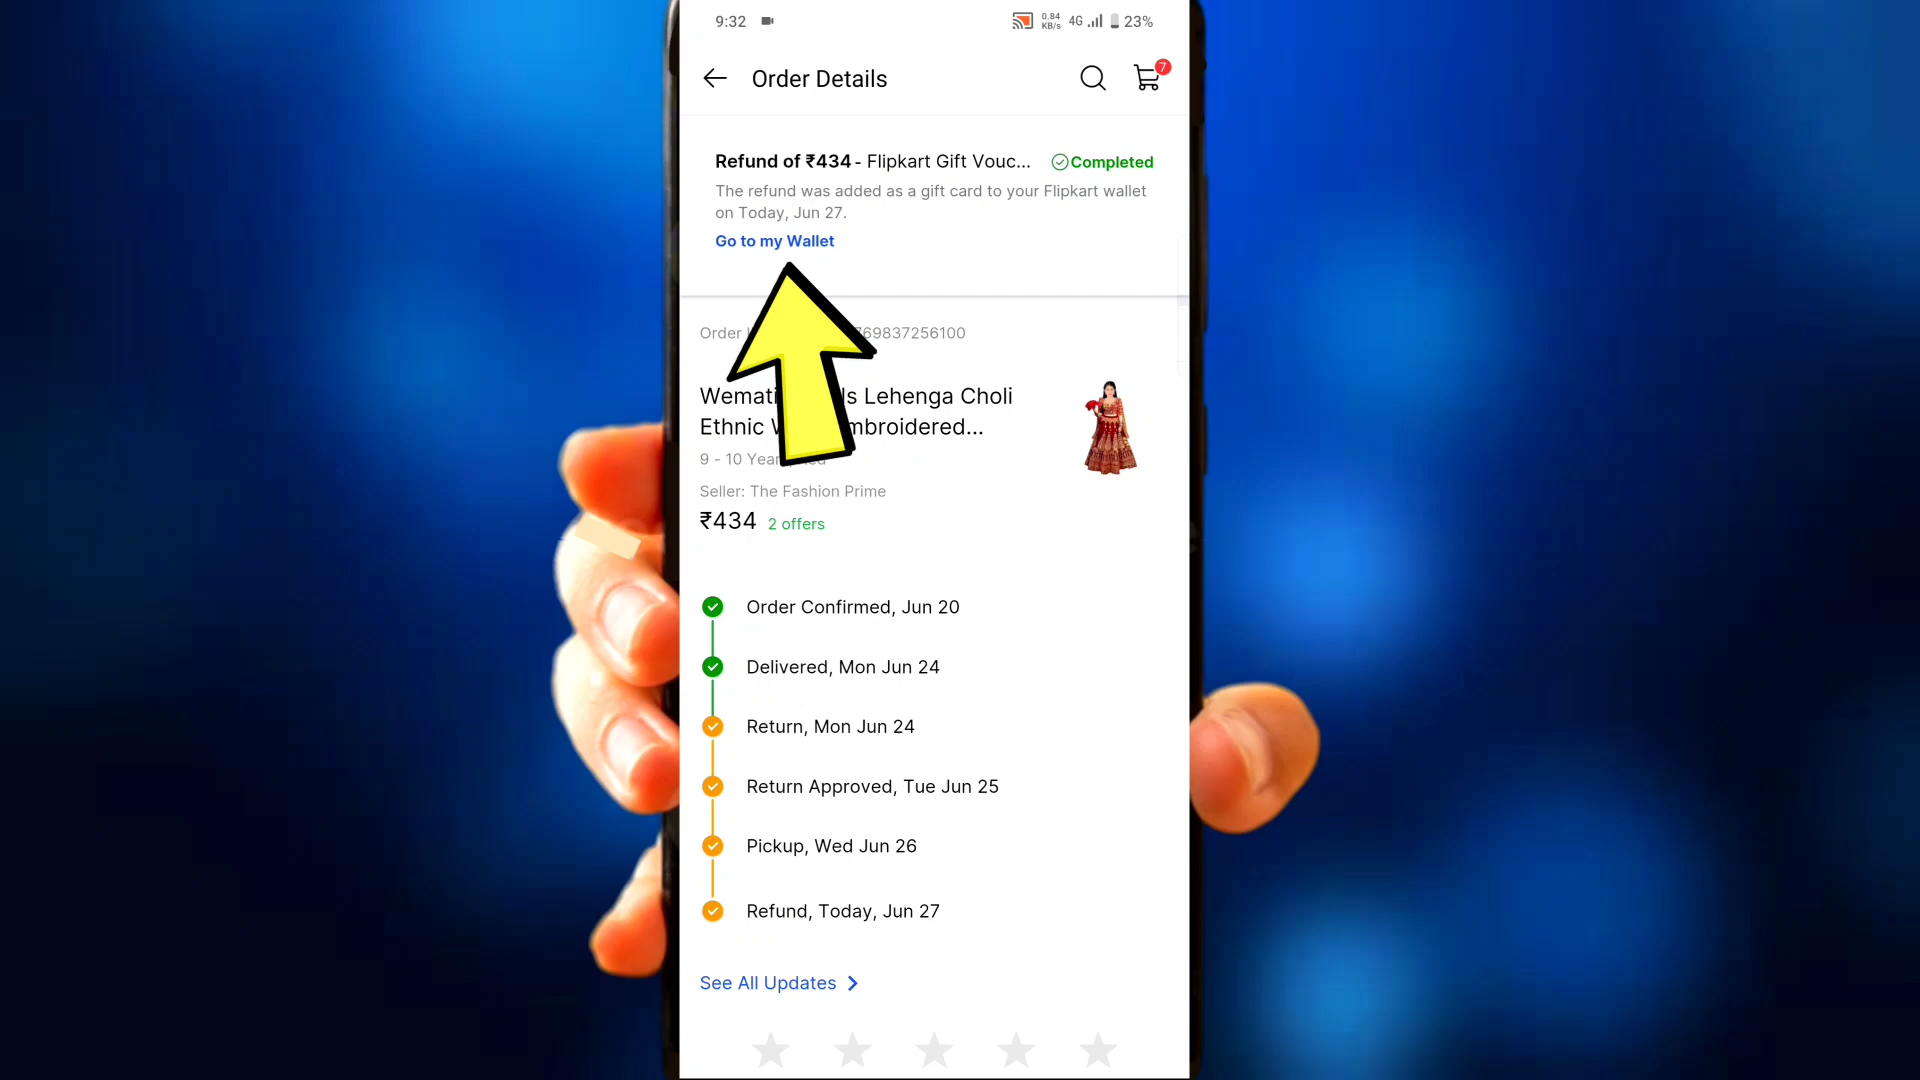 9:32
0.84 KB/s 4G 23%
Order Details
7
Refund of ₹434 - Flipkart Gift Vouc... Completed
The refund was added as a gift card to your Flipkart wallet
on Today, Jun 27.
Go to my Wallet
Order 769837256100
Wemati ls Lehenga Choli
Ethnic mbroidered...
9 - 10 Year
Seller: The Fashion Prime
₹434 2 offers
Order Confirmed, Jun 20
Delivered, Mon Jun 24
Return, Mon Jun 24
Return Approved, Tue Jun 25
Pickup, Wed Jun 26
Refund, Today, Jun 27
See All Updates